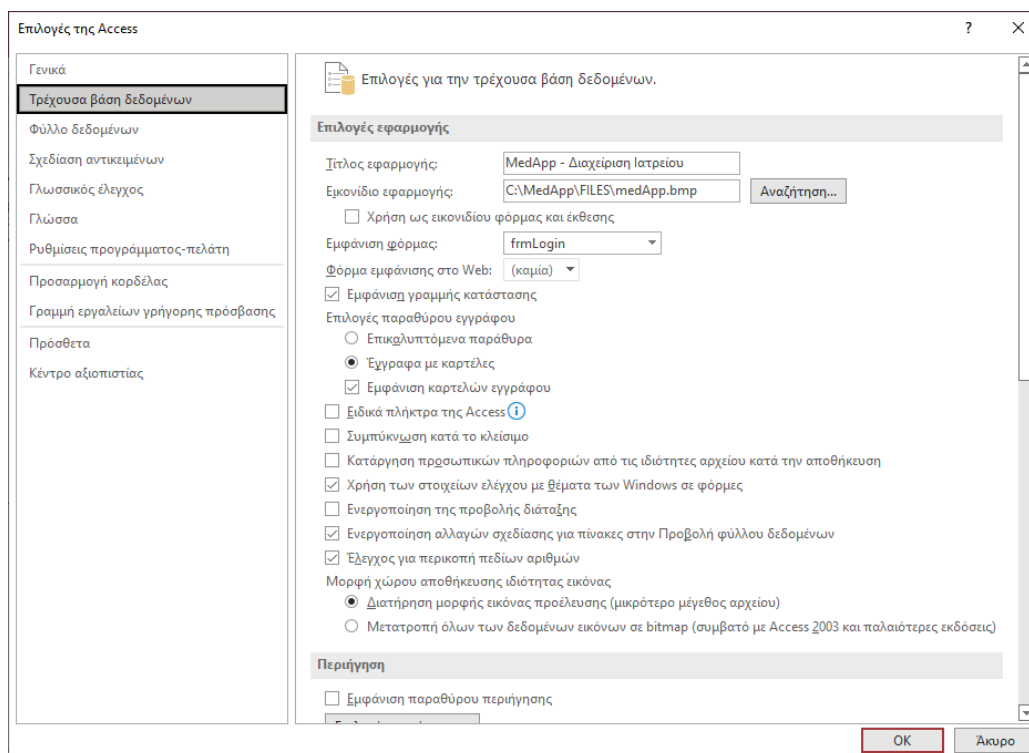 Επιλογές της Access
?
Γενικά
Τρέχουσα βάση δεδομένων
Φύλλο δεδομένων
Σχεδίαση αντικειμένων
Γλωσσικός έλεγχος
Γλώσσα
Ρυθμίσεις προγράμματος-πελάτη
Προσαρμογή κορδέλας
Γραμμή εργαλείων γρήγορης πρόσβασης
Πρόσθετα
Κέντρο αξιοπιστίας
Επιλογές για την τρέχουσα βάση δεδομένων.
Επιλογές εφαρμογής
Τίτλος εφαρμογής: MedApp - Διαχείριση Ιατρείου
Εικονίδιο εφαρμογής: C:\MedApp\FILES\medApp.bmp Αναζήτηση...
Χρήση ως εικονιδίου φόρμας και έκθεσης
Εμφάνιση φόρμας: frmLogin
Φόρμα εμφάνισης στο Web: (καμία)
Εμφάνιση γραμμής κατάστασης
Επιλογές παραθύρου εγγράφου
Επικαλυπτόμενα παράθυρα
Έγγραφα με καρτέλες
Εμφάνιση καρτελών εγγράφου
Ειδικά πλήκτρα της Access
Συμπύκνωση κατά το κλείσιμο
Κατάργηση προσωπικών πληροφοριών από τις ιδιότητες αρχείου κατά την αποθήκευση
Χρήση των στοιχείων ελέγχου με θέματα των Windows σε φόρμες
Ενεργοποίηση της προβολής διάταξης
Ενεργοποίηση αλλαγών σχεδίασης για πίνακες στην Προβολή φύλλου δεδομένων
Έλεγχος για περικοπή πεδίων αριθμών
Μορφή χώρου αποθήκευσης ιδιότητας εικόνας
Διατήρηση μορφής εικόνας προέλευσης (μικρότερο μέγεθος αρχείου)
Μετατροπή όλων των δεδομένων εικόνων σε bitmap (συμβατό με Access 2003 και παλαιότερες εκδόσεις)
Περιήγηση
Εμφάνιση παραθύρου περιήγησης
OK
Άκυρο